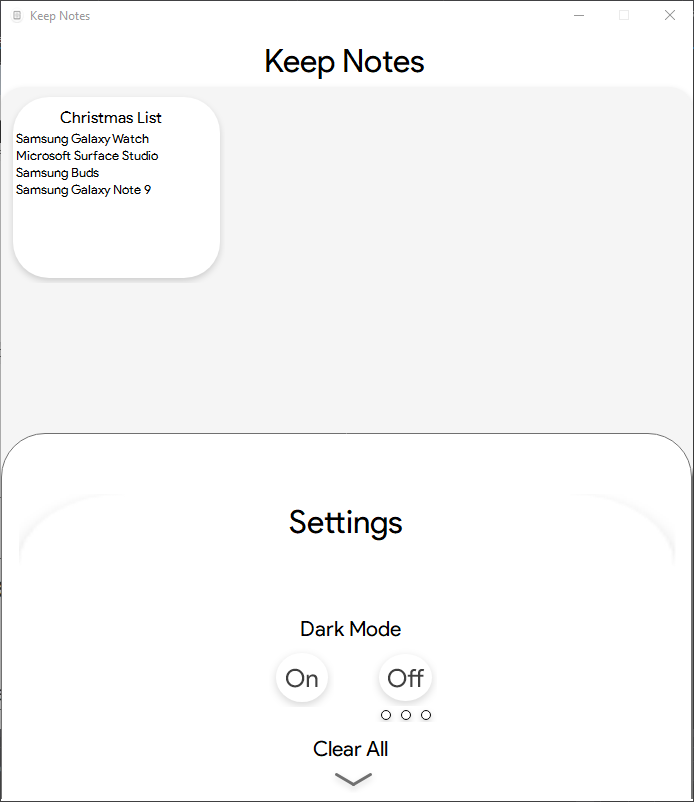 Keep Notes
Keep Notes
Christmas List
Samsung Galaxy Watch
Microsoft Surface Studio
Samsung Buds
Samsung Galaxy Note 9
Settings
Dark Mode
On Off
Clear All